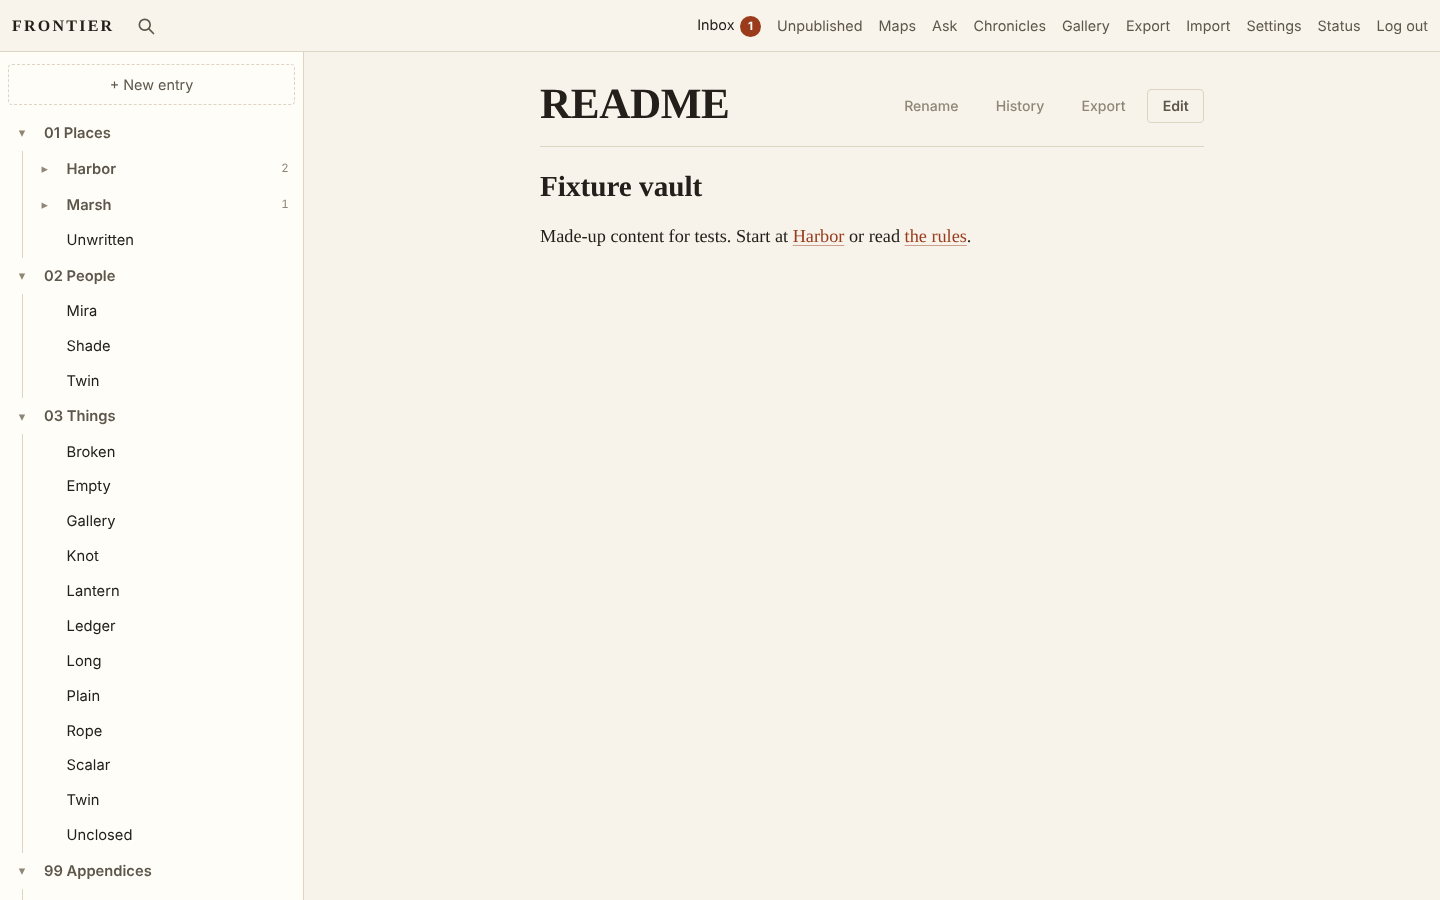 FRONTIER
Inbox 1 Unpublished Maps Ask Chronicles Gallery Export Import Settings Status Log out
+ New entry
01 Places
Harbor 2
Marsh 1
Unwritten
02 People
Mira
Shade
Twin
03 Things
Broken
Empty
Gallery
Knot
Lantern
Ledger
Long
Plain
Rope
Scalar
Twin
Unclosed
99 Appendices
README
Rename History Export Edit
Fixture vault
Made-up content for tests. Start at Harbor or read the rules.